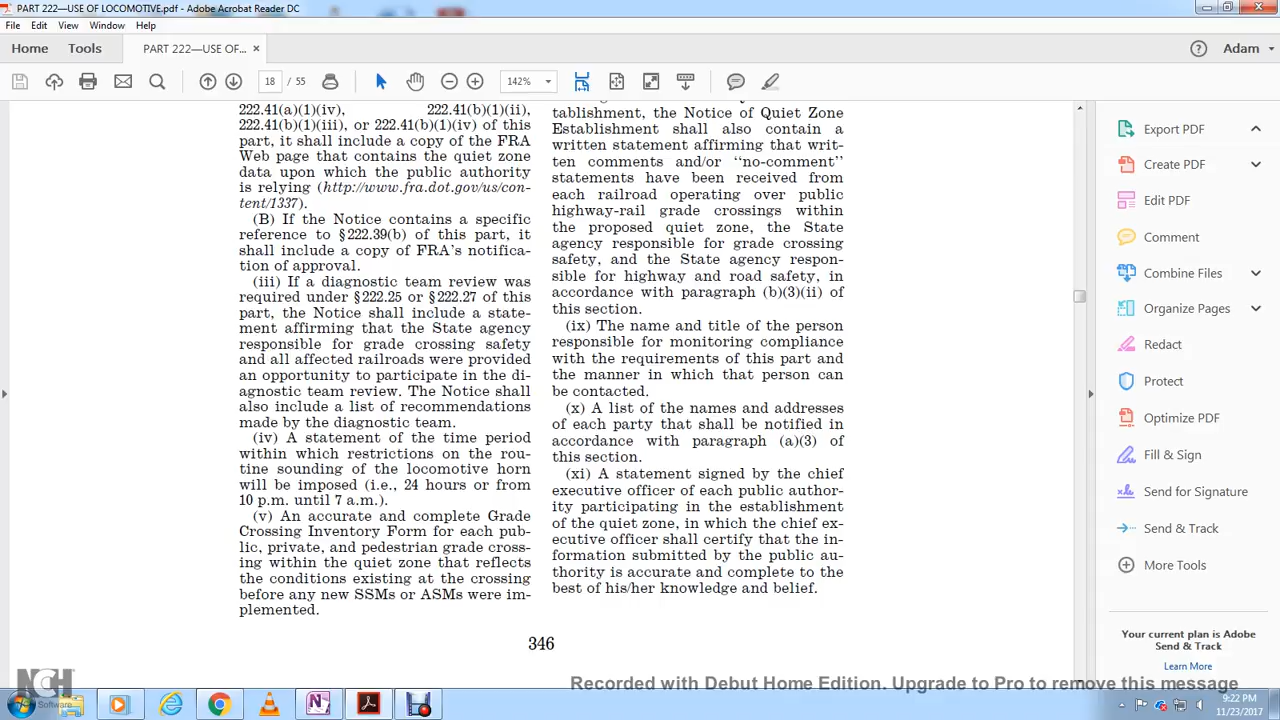 PART 222—USE OF LOCOMOTIVE.pdf - Adobe Acrobat Reader DC
File Edit View Window Help
Home Tools PART 222—USE OF L... ×
Adam
18 / 55
142%
222.41(a)(1)(iv), 222.41(b)(1)(ii),
222.41(b)(1)(iii), or 222.41(b)(1)(iv) of this
part, it shall include a copy of the FRA
Web page that contains the quiet zone
data upon which the public authority
is relying (http://www.fra.dot.gov/us/con-
tent/1337).
(B) If the Notice contains a specific
reference to §222.39(b) of this part, it
shall include a copy of FRA's notifica-
tion of approval.
(iii) If a diagnostic team review was
required under §222.25 or §222.27 of this
part, the Notice shall include a state-
ment affirming that the State agency
responsible for grade crossing safety
and all affected railroads were provided
an opportunity to participate in the di-
agnostic team review. The Notice shall
also include a list of recommendations
made by the diagnostic team.
(iv) A statement of the time period
within which restrictions on the rou-
tine sounding of the locomotive horn
will be imposed (i.e., 24 hours or from
10 p.m. until 7 a.m.).
(v) An accurate and complete Grade
Crossing Inventory Form for each pub-
lic, private, and pedestrian grade cross-
ing within the quiet zone that reflects
the conditions existing at the crossing
before any new SSMs or ASMs were im-
plemented.
tablishment, the Notice of Quiet Zone
Establishment shall also contain a
written statement affirming that writ-
ten comments and/or ‘‘no-comment’’
statements have been received from
each railroad operating over public
highway-rail grade crossings within
the proposed quiet zone, the State
agency responsible for grade crossing
safety, and the State agency respon-
sible for highway and road safety, in
accordance with paragraph (b)(3)(ii) of
this section.
(ix) The name and title of the person
responsible for monitoring compliance
with the requirements of this part and
the manner in which that person can
be contacted.
(x) A list of the names and addresses
of each party that shall be notified in
accordance with paragraph (a)(3) of
this section.
(xi) A statement signed by the chief
executive officer of each public author-
ity participating in the establishment
of the quiet zone, in which the chief ex-
ecutive officer shall certify that the in-
formation submitted by the public au-
thority is accurate and complete to the
best of his/her knowledge and belief.
346
Export PDF
Create PDF
Edit PDF
Comment
Combine Files
Organize Pages
Redact
Protect
Optimize PDF
Fill & Sign
Send for Signature
Send & Track
More Tools
Your current plan is Adobe
Send & Track
Learn More
NCH
Software
Recorded with Debut Home Edition. Upgrade to Pro to remove this message
9:22 PM
11/23/2017